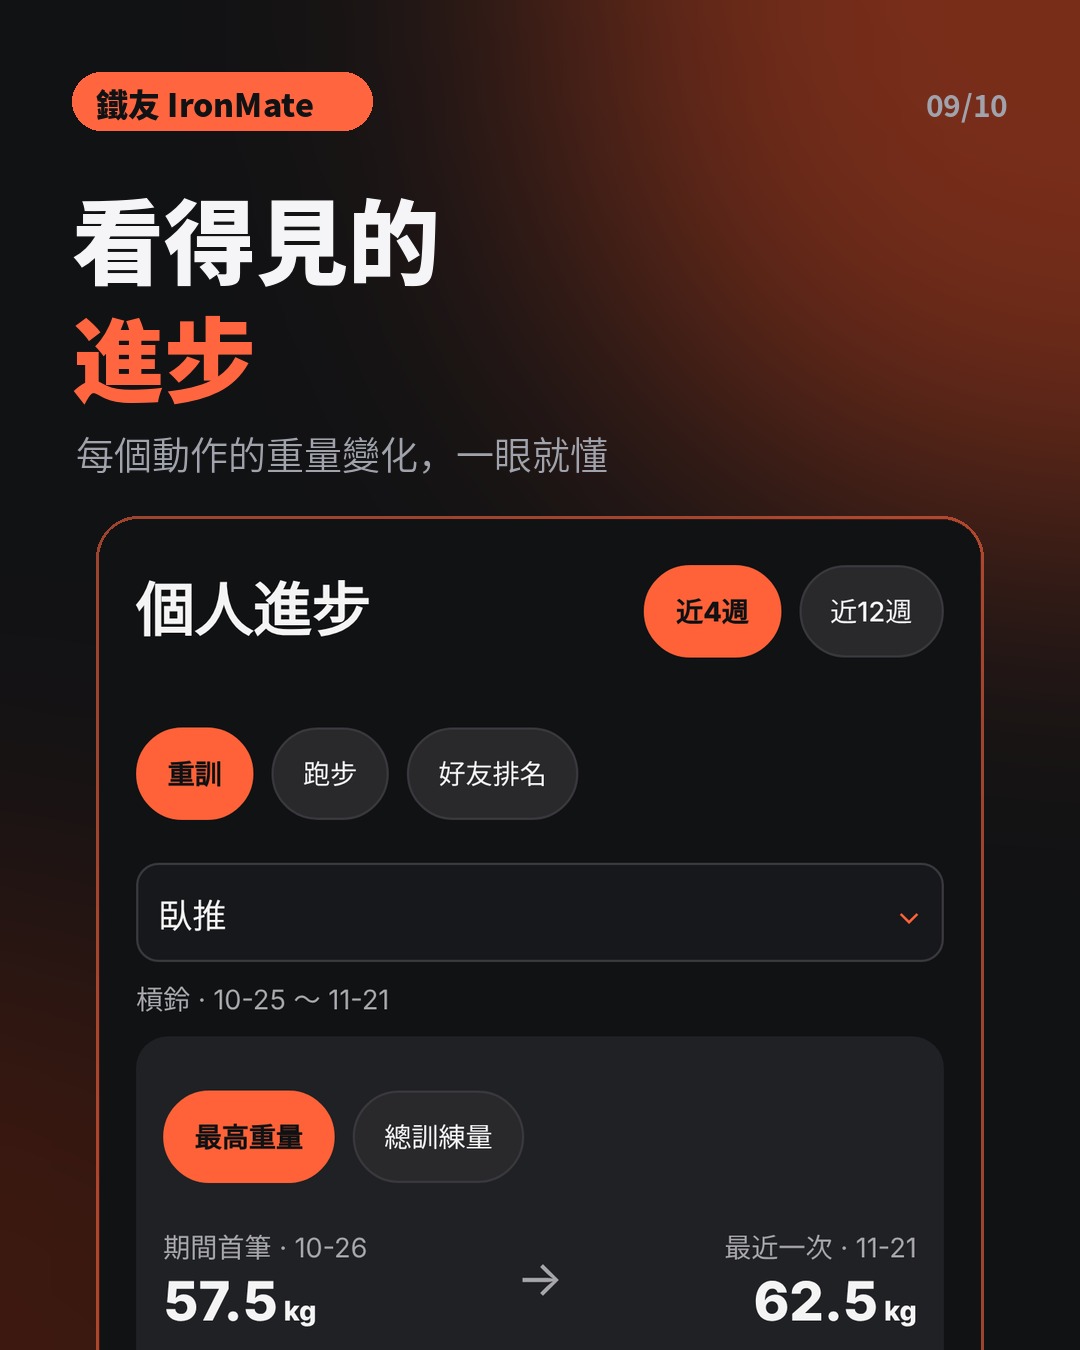 鐵友 IronMate
09/10
看得見的
進步
每個動作的重量變化，一眼就懂
個人進步
近4週
近12週
重訓
跑步
好友排名
臥推
槓鈴 · 10-25 ～ 11-21
最高重量
總訓練量
期間首筆 · 10-26
最近一次 · 11-21
57.5 kg
→
62.5 kg